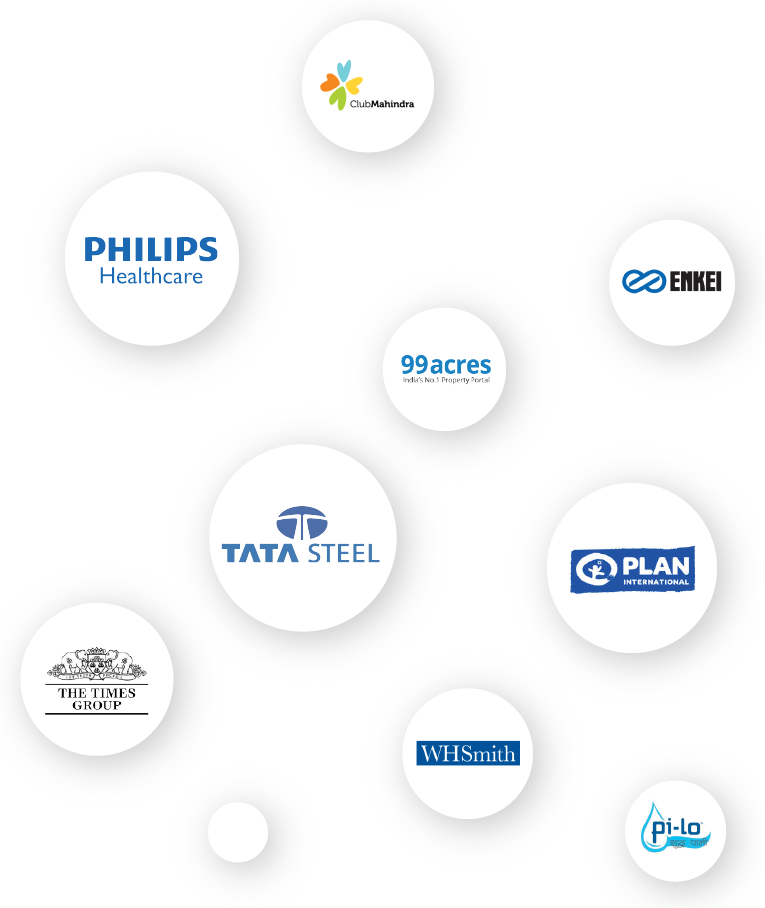 ClubMahindra
PHILIPS
Healthcare
ENKEI
99acres
India's No.1 Property Portal
TATA STEEL
PLAN
INTERNATIONAL
THE TIMES
GROUP
WHSmith
pi-lo™